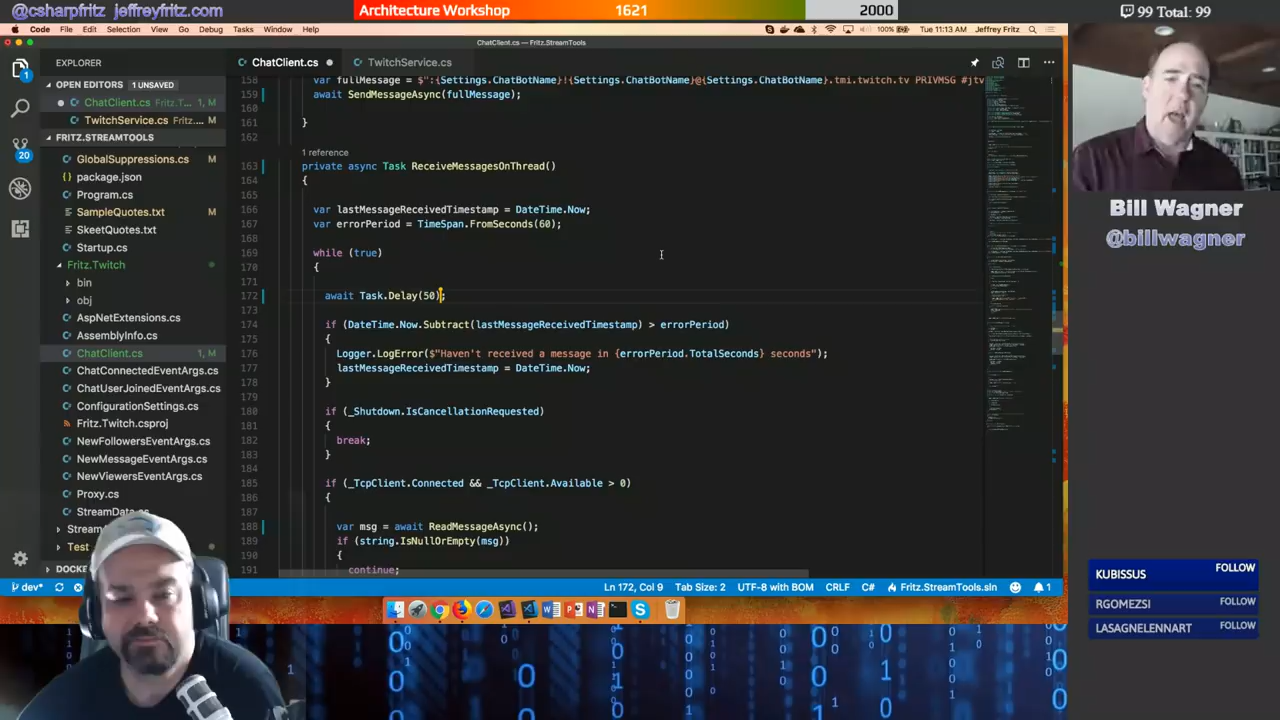 @csharpfritz jeffreyfritz.com
Architecture Workshop
1621
2000
99 Total: 99
Code File Edit Selection View Go Debug Tasks Window Help
100% Tue 11:13 AM Jeffrey Fritz
ChatClient.cs — Fritz.StreamTools
EXPLORER
OPEN EDITORS 1 UNSAVED
ChatClient.cs Fritz.T... 1, M
TwitchService.cs Fritz.... M
FRITZ.STREAMTOOLS
GlobalSuppressions.cs M
package.json
Program.cs
SampleQuotes.txt M
SkeetQuotes.txt
Startup.cs
Fritz.Twitch
bin
obj
AspNetExtensions.cs
Assembly.cs
ChatClient.cs 1, M
ChatConnectedEventArgs.cs
ChatUserJoinedEventArgs.cs
ConfigurationSettings.cs
Fritz.Twitch.csproj
NewFollowersEventArgs.cs
NewMessageEventArgs.cs
NewViewersEventArgs.cs
Proxy.cs
StreamData.cs
Stream
Test
DOCKE
1
20
ChatClient.cs
TwitchService.cs
158 var fullMessage = $":{Settings.ChatBotName}!{Settings.ChatBotName}@{Settings.ChatBotName}.tmi.twitch.tv PRIVMSG #jtv
159 await SendMessageAsync(fullMessage);
160
161 }
162
1 reference
163 private async Task ReceiveMessagesOnThread()
164 {
165
166 var lastMessageReceivedTimestamp = DateTime.Now;
167 var errorPeriod = TimeSpan.FromSeconds(60);
168
169 while (true)
170 {
171
172 await Task.Delay(50);
173
174 if (DateTime.Now.Subtract(lastMessageReceivedTimestamp) > errorPeriod)
175 {
176 Logger.LogError($"Haven't received a message in {errorPeriod.TotalSeconds} seconds");
177 lastMessageReceivedTimestamp = DateTime.Now;
178 }
179
180 if (_Shutdown.IsCancellationRequested)
181 {
182 break;
183 }
184
185 if (_TcpClient.Connected && _TcpClient.Available > 0)
186 {
187
188 var msg = await ReadMessageAsync();
189 if (string.IsNullOrEmpty(msg))
190 {
191 continue;
dev*
Ln 172, Col 9 Tab Size: 2 UTF-8 with BOM CRLF C# Fritz.StreamTools.sln 1
Bill Wagner
@billwagner
KUBISSUS FOLLOW
RGOMEZSI FOLLOW
LASAGNELENNART FOLLOW